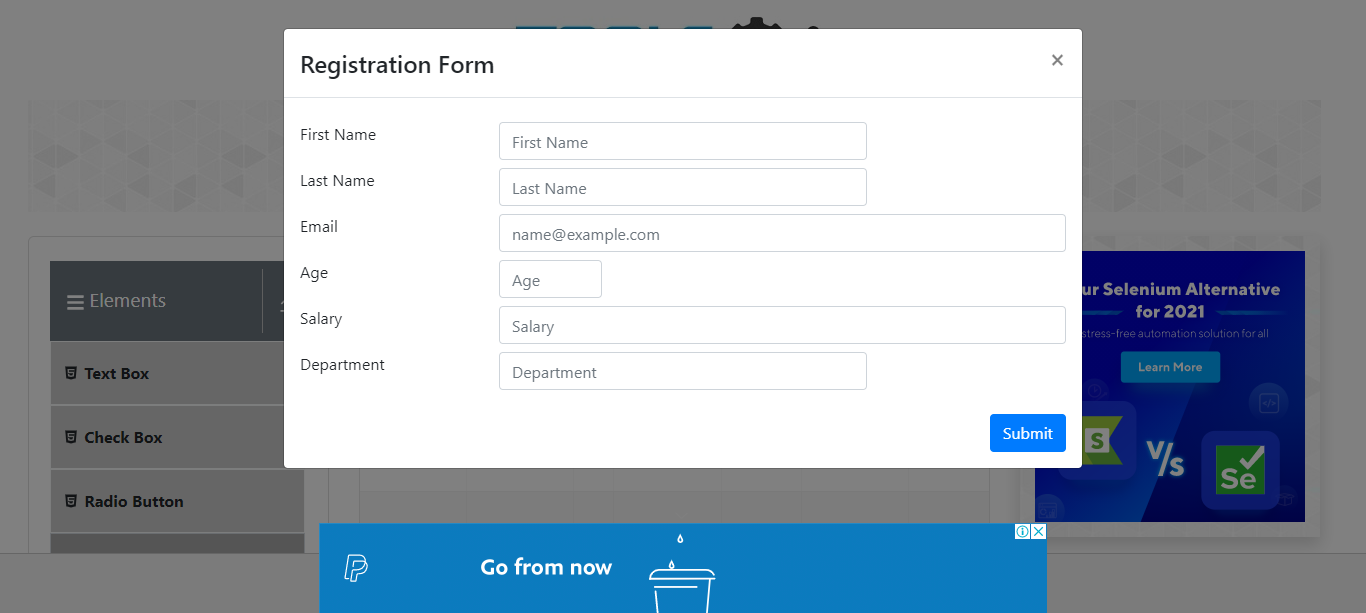 Registration Form
×
First Name
First Name
Last Name
Last Name
Email
name@example.com
Age
Age
Salary
Salary
Department
Department
Submit
Elements
Text Box
Check Box
Radio Button
ur Selenium Alternative
for 2021
stress-free automation solution for all
Learn More
S
V/s
Se
Go from now